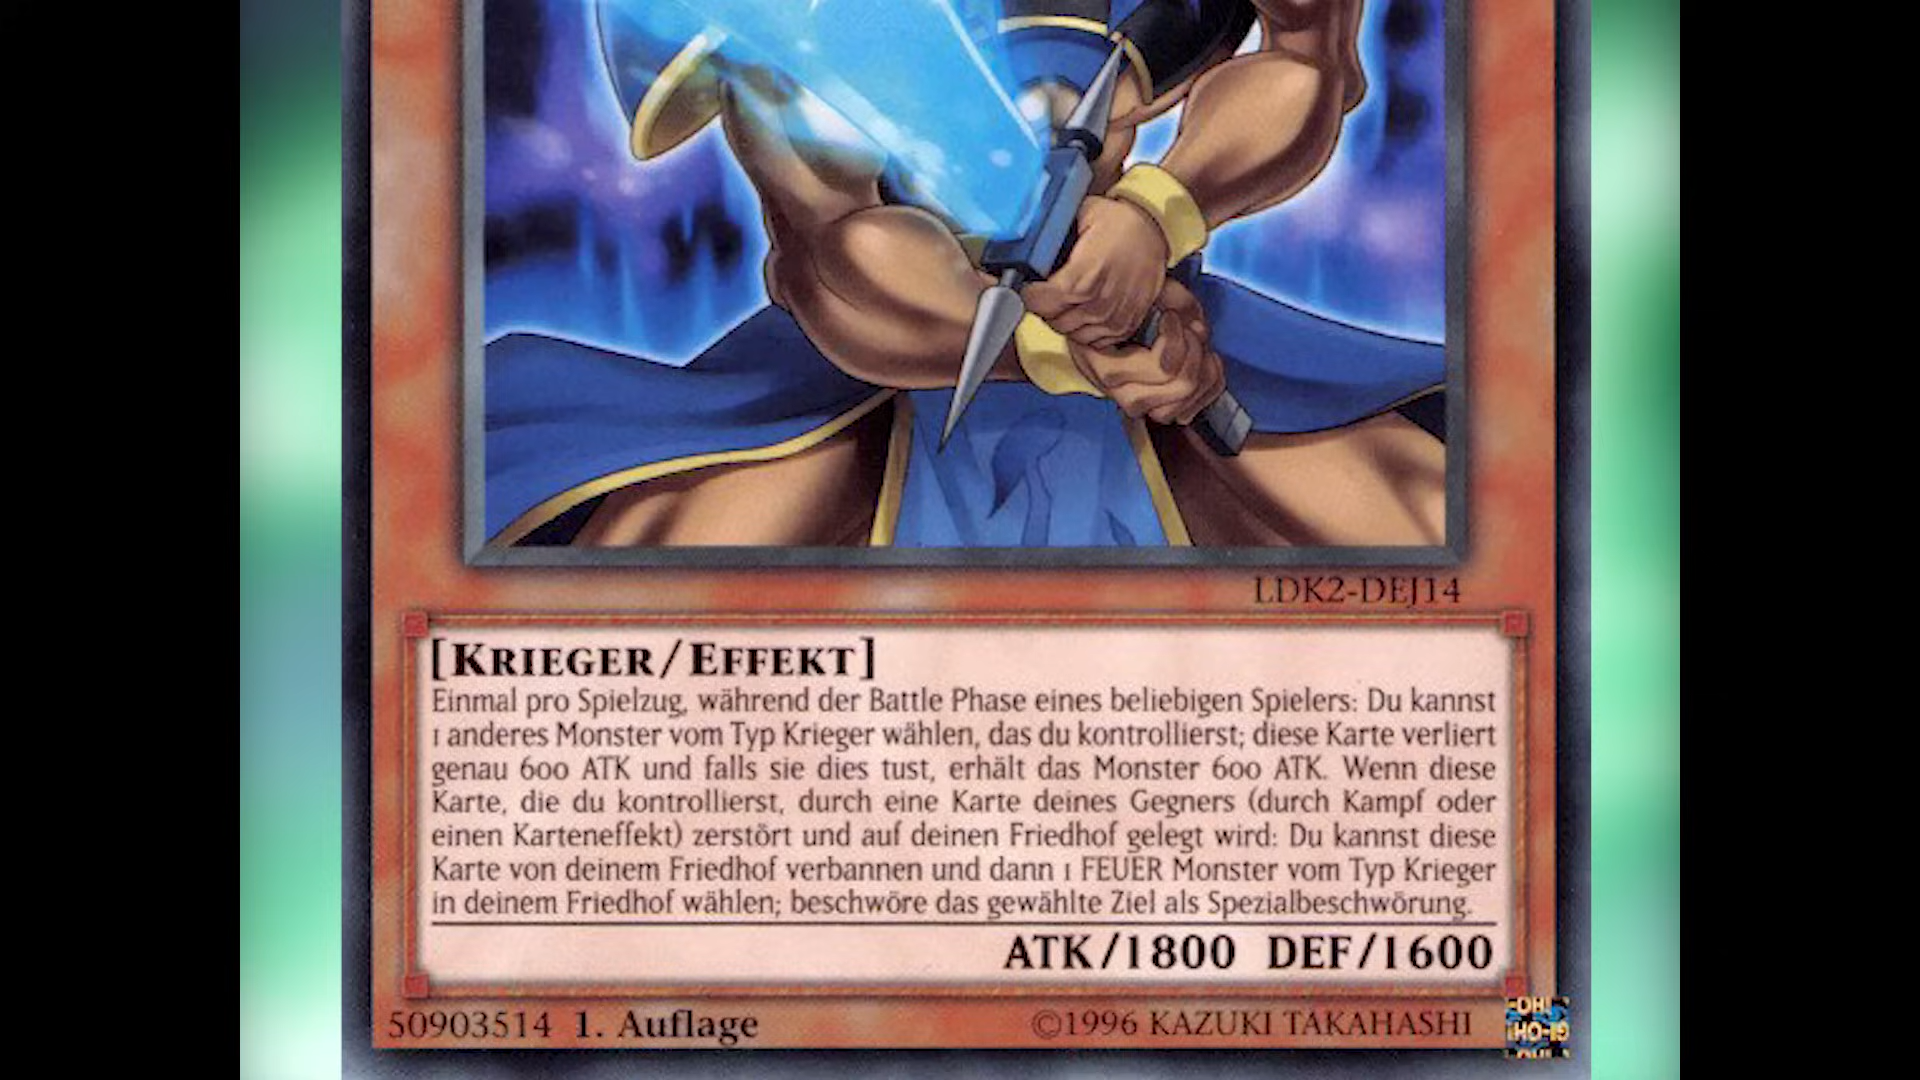 LDK2-DEJ14
[KRIEGER/EFFEKT]
Einmal pro Spielzug, während der Battle Phase eines beliebigen Spielers: Du kannst
1 anderes Monster vom Typ Krieger wählen, das du kontrollierst; diese Karte verliert
genau 600 ATK und falls sie dies tust, erhält das Monster 600 ATK. Wenn diese
Karte, die du kontrollierst, durch eine Karte deines Gegners (durch Kampf oder
einen Karteneffekt) zerstört und auf deinen Friedhof gelegt wird: Du kannst diese
Karte von deinem Friedhof verbannen und dann 1 FEUER Monster vom Typ Krieger
in deinem Friedhof wählen; beschwöre das gewählte Ziel als Spezialbeschwörung.
ATK/1800 DEF/1600
50903514 1. Auflage ©1996 KAZUKI TAKAHASHI